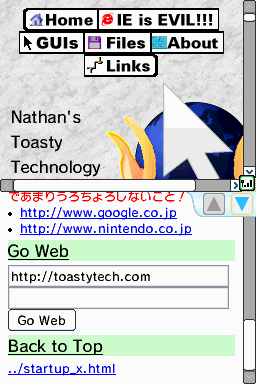 Home IE is EVIL!!!
GUIs Files About
Links
Nathan's
Toasty
Technology
であまりうろちょろしないこと！
http://www.google.co.jp
http://www.nintendo.co.jp
Go Web
http://toastytech.com
Go Web
Back to Top
../startup_x.html